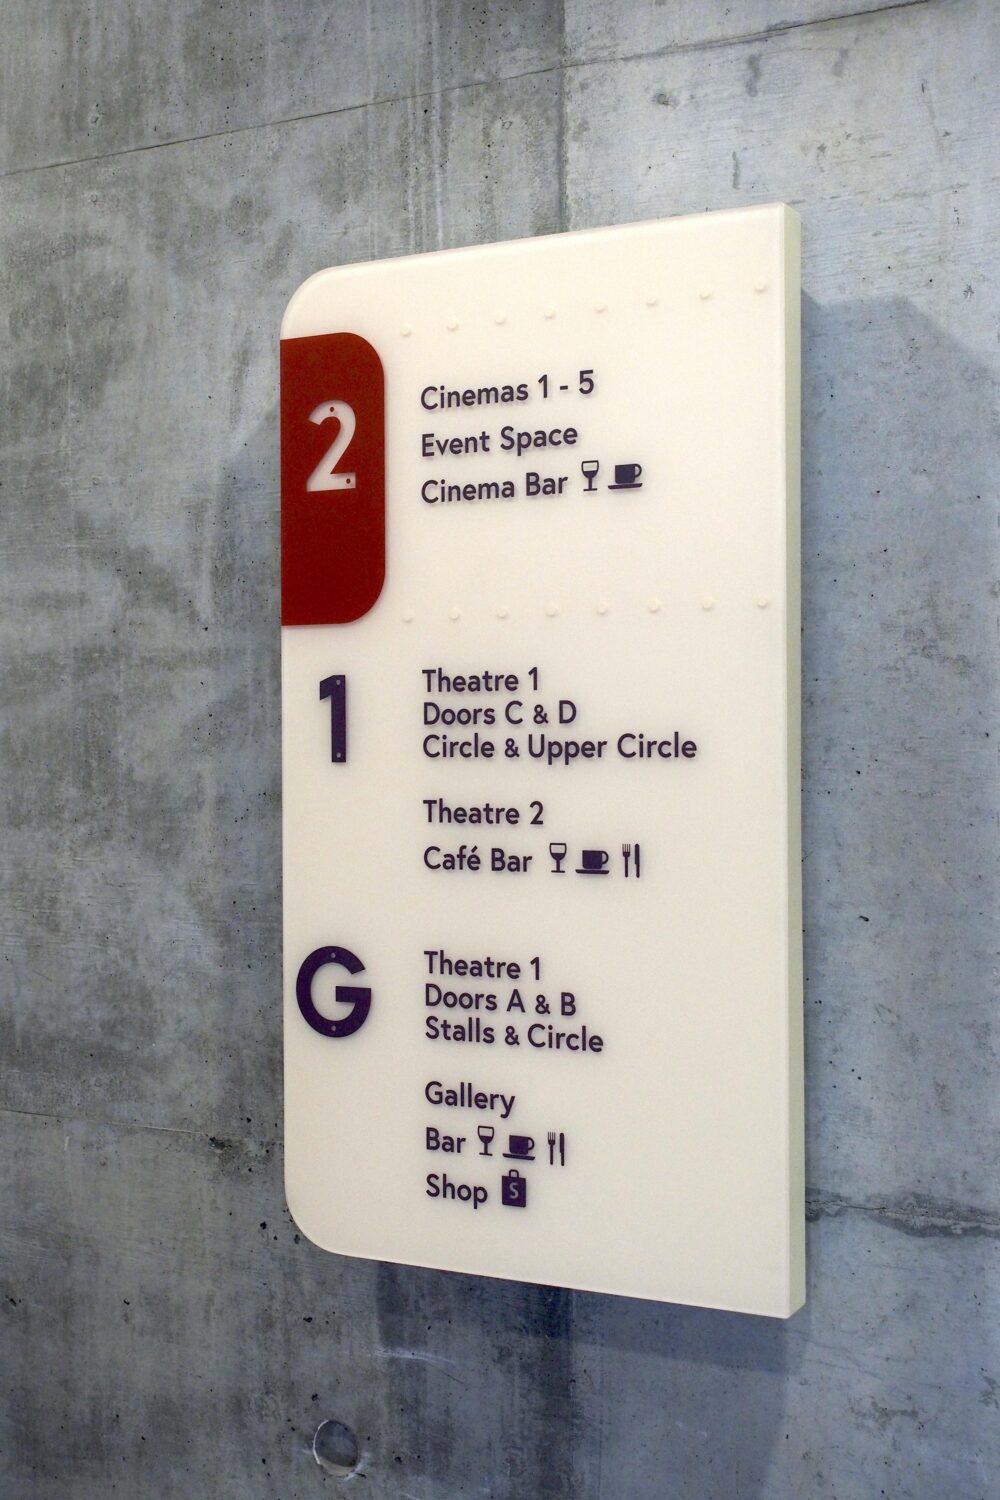 2
Cinemas 1 - 5
Event Space
Cinema Bar
1
Theatre 1
Doors C & D
Circle & Upper Circle
Theatre 2
Café Bar
G
Theatre 1
Doors A & B
Stalls & Circle
Gallery
Bar
Shop S